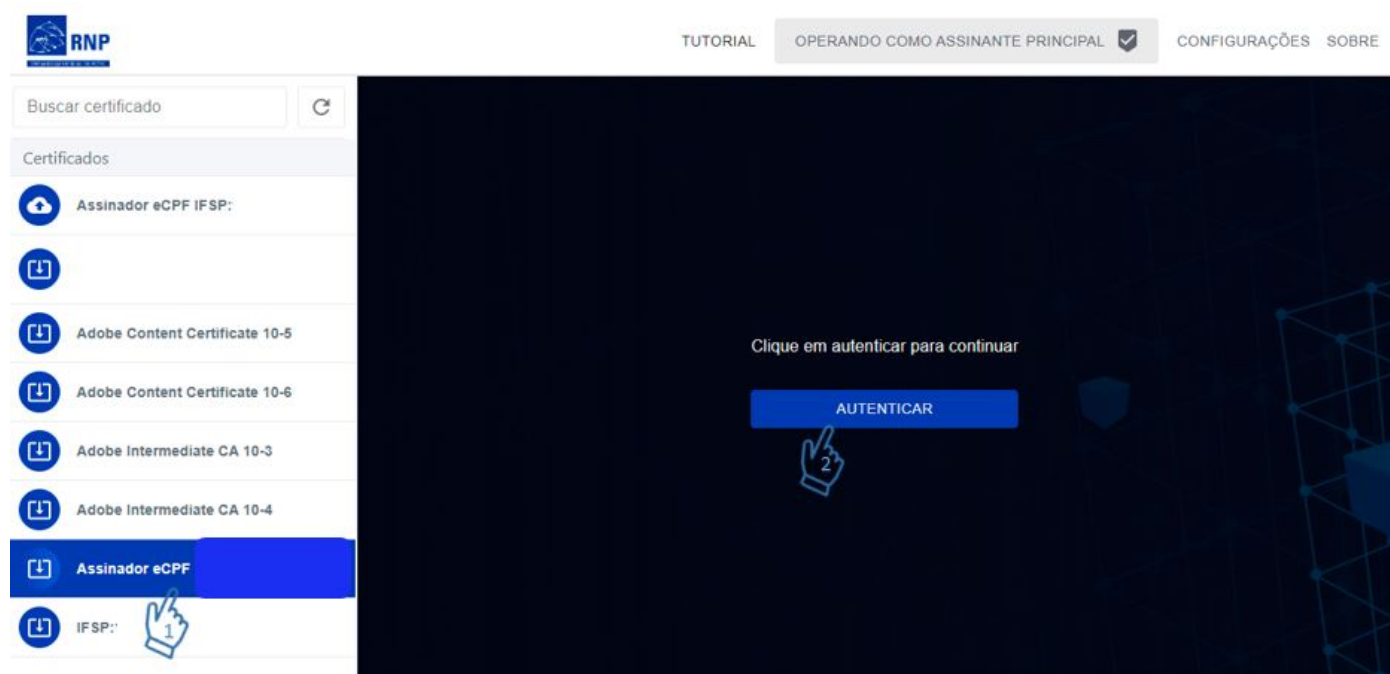 RNP
TUTORIAL
OPERANDO COMO ASSINANTE PRINCIPAL
CONFIGURAÇÕES
SOBRE
Buscar certificado
Certificados
Assinador eCPF IFSP:
Adobe Content Certificate 10-5
Adobe Content Certificate 10-6
Adobe Intermediate CA 10-3
Adobe Intermediate CA 10-4
Assinador eCPF
1
IFSP:
Clique em autenticar para continuar
AUTENTICAR
2